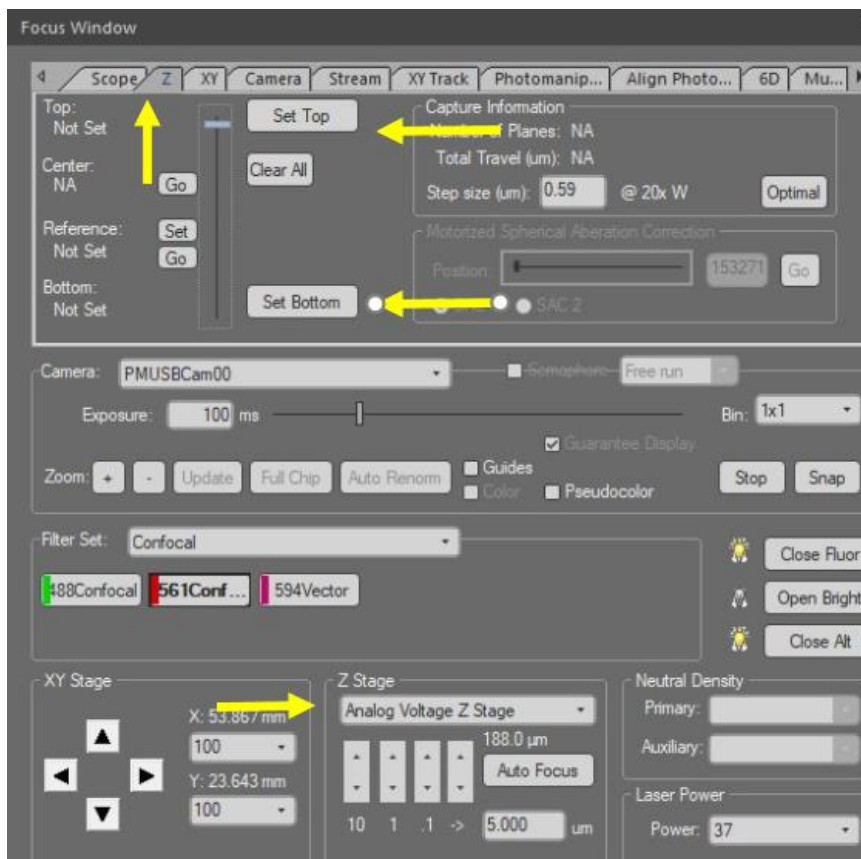 Focus Window
Scope Z XY Camera Stream XY Track Photomanip... Align Photo... 6D Mu...
Top:
Not Set
Set Top
Capture Information
Number of Planes: NA
Total Travel (um): NA
Center:
NA
Go
Clear All
Step size (um): 0.59 @ 20x W Optimal
Reference:
Not Set
Set
Go
Motorized Spherical Aberation Correction
Position: 153271 Go
Bottom:
Not Set
Set Bottom
SAC 2
Camera: PMUSBCam00
Semaphore Free run
Exposure: 100 ms
Bin: 1x1
Guarantee Display
Zoom: + - Update Full Chip Auto Renorm
Guides
Color
Pseudocolor
Stop Snap
Filter Set: Confocal
488Confocal 561Conf... 594Vector
Close Fluor
Open Bright
Close Alt
XY Stage
X: 53.867 mm
100
Y: 23.643 mm
100
Z Stage
Analog Voltage Z Stage
188.0 µm
Auto Focus
10 1 .1 -> 5.000 um
Neutral Density
Primary:
Auxiliary:
Laser Power
Power: 37